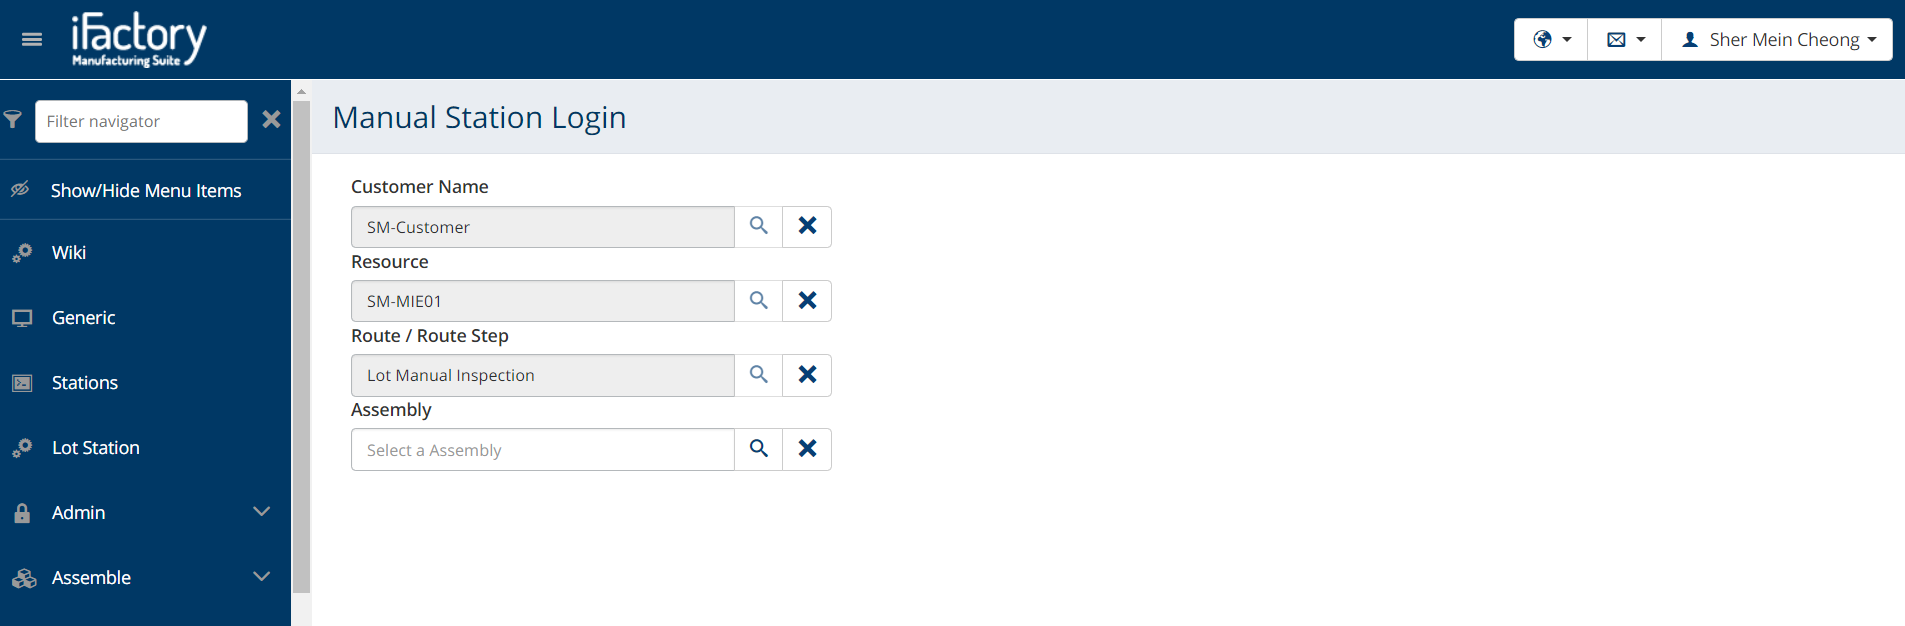 iFactory
Manufacturing Suite
Sher Mein Cheong
Filter navigator
Show/Hide Menu Items
Wiki
Generic
Stations
Lot Station
Admin
Assemble
Manual Station Login
Customer Name
SM-Customer
Resource
SM-MIE01
Route / Route Step
Lot Manual Inspection
Assembly
Select a Assembly